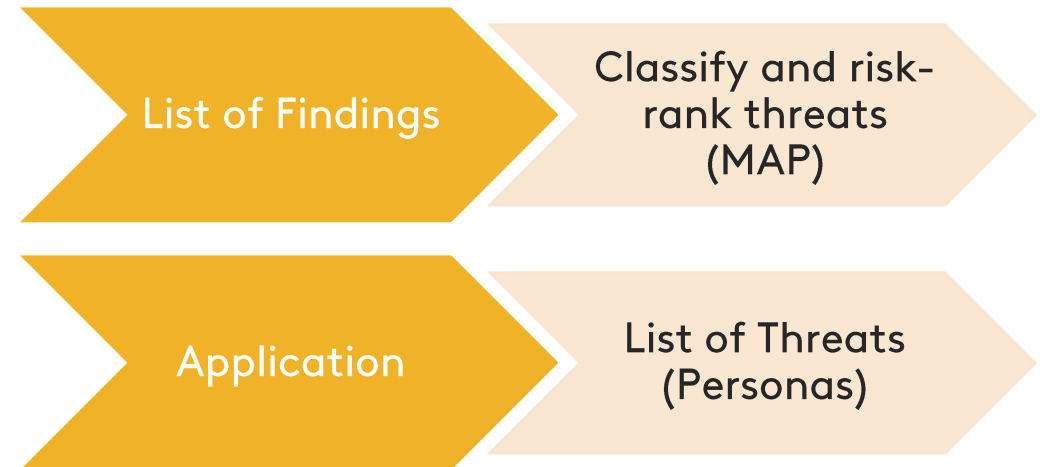 List of Findings
Classify and risk-
rank threats
(MAP)
Application
List of Threats
(Personas)